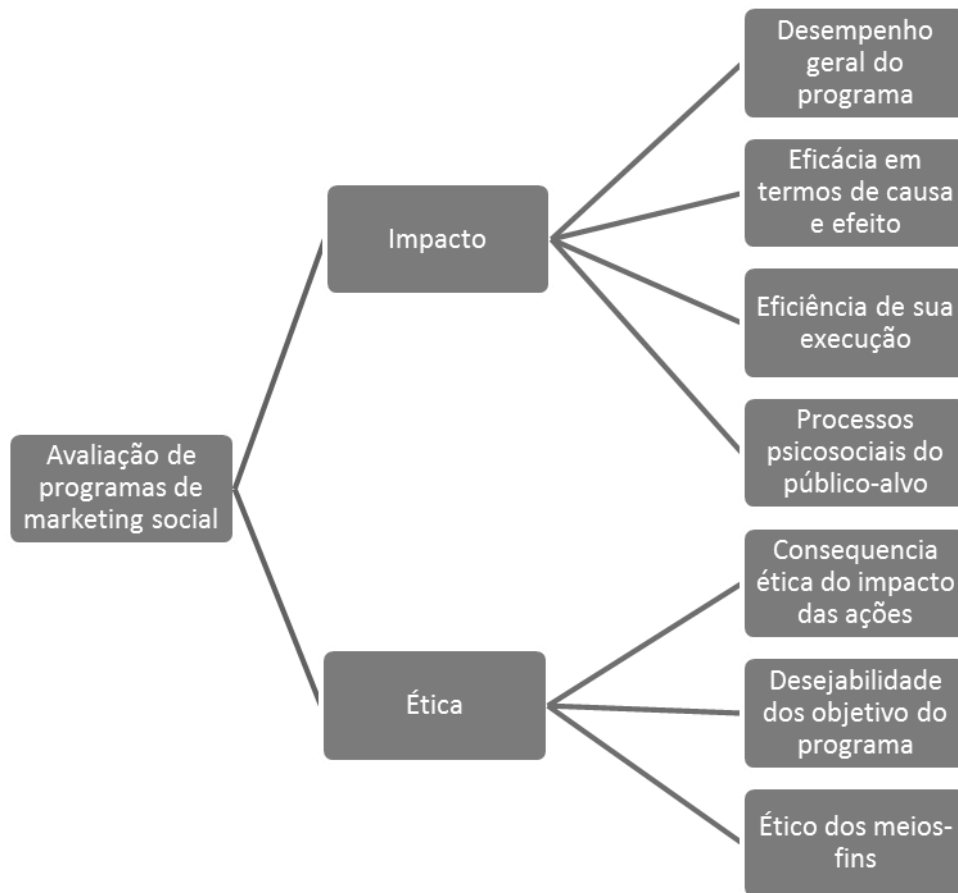 Avaliação de
programas de
marketing social
Impacto
Desempenho
geral do
programa
Eficácia em
termos de causa
e efeito
Eficiência de sua
execução
Processos
psicosociais do
público-alvo
Ética
Consequencia
ética do impacto
das ações
Desejabilidade
dos objetivo do
programa
Ético dos meios-
fins